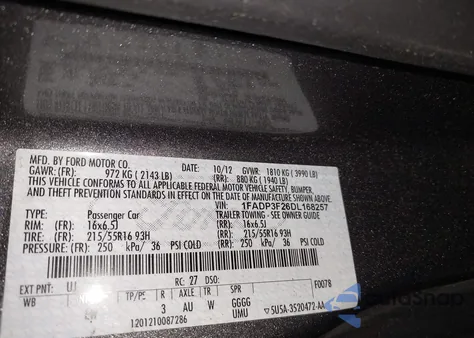 MFD. BY FORD MOTOR CO.
DATE: 10/12 GVWR: 1810 KG ( 3990 LB)
GAWR: (FR): 972 KG ( 2143 LB) (RR): 880 KG ( 1940 LB)
THIS VEHICLE CONFORMS TO ALL APPLICABLE FEDERAL MOTOR VEHICLE SAFETY, BUMPER,
AND THEFT PREVENTION STANDARDS IN EFFECT ON THE DATE OF MANUFACTURE SHOWN ABOVE.
VIN: 1FADP3F26DL168257
TYPE: Passenger Car TRAILER TOWING - SEE OWNER GUIDE
RIM: (FR): 16x6.5J (RR): 16x6.5J
TIRE: (FR): 215/55R16 93H (RR): 215/55R16 93H
PRESSURE: (FR): 250 kPa/ 36 PSI COLD (RR): 250 kPa/ 36 PSI COLD
EXT PNT: UJ RC: 27 DSO: F0078
WB TP/PS R AXLE TR SPR
3 AU W GGGG
UMU
1201210087286 5U5A-3520472-AA